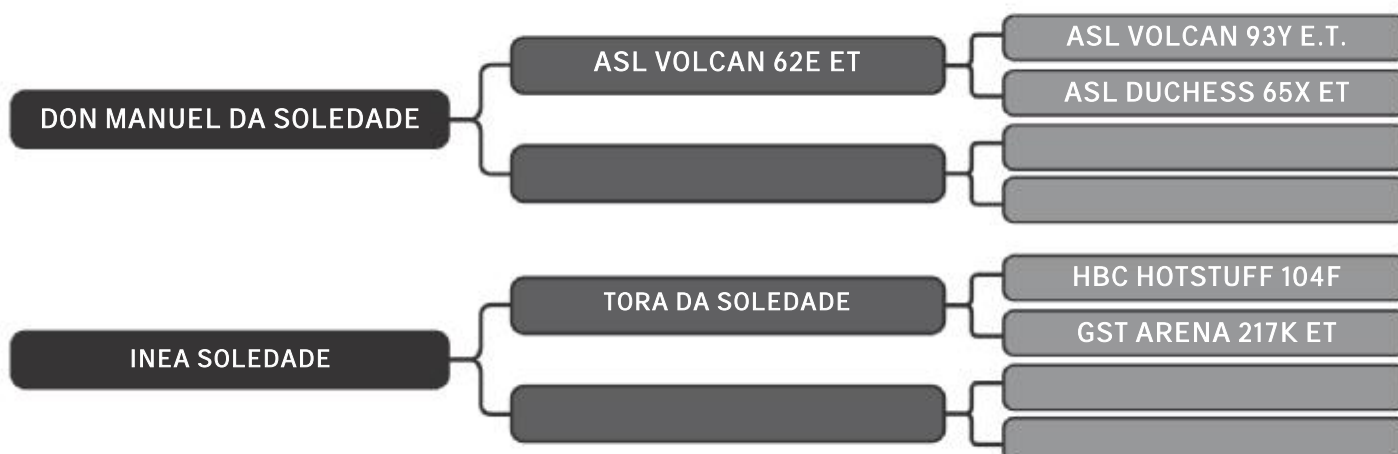 ASL VOLCAN 93Y E.T.
ASL VOLCAN 62E ET
ASL DUCHESS 65X ET
DON MANUEL DA SOLEDADE
HBC HOTSTUFF 104F
TORA DA SOLEDADE
GST ARENA 217K ET
INEA SOLEDADE